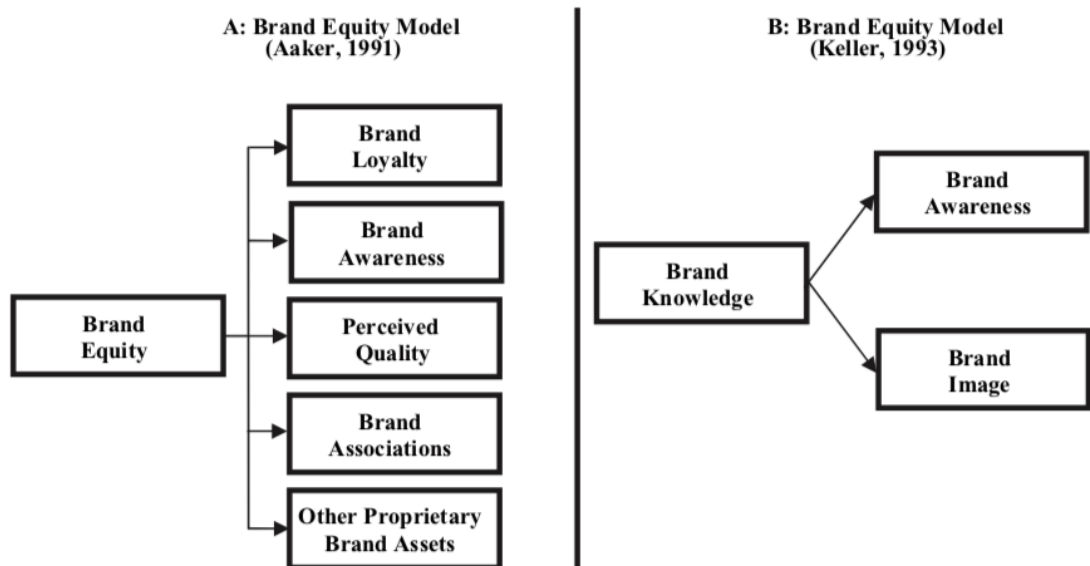 A: Brand Equity Model
(Aaker, 1991)
Brand
Loyalty
Brand
Awareness
Brand
Equity
Perceived
Quality
Brand
Associations
Other Proprietary
Brand Assets
B: Brand Equity Model
(Keller, 1993)
Brand
Awareness
Brand
Knowledge
Brand
Image